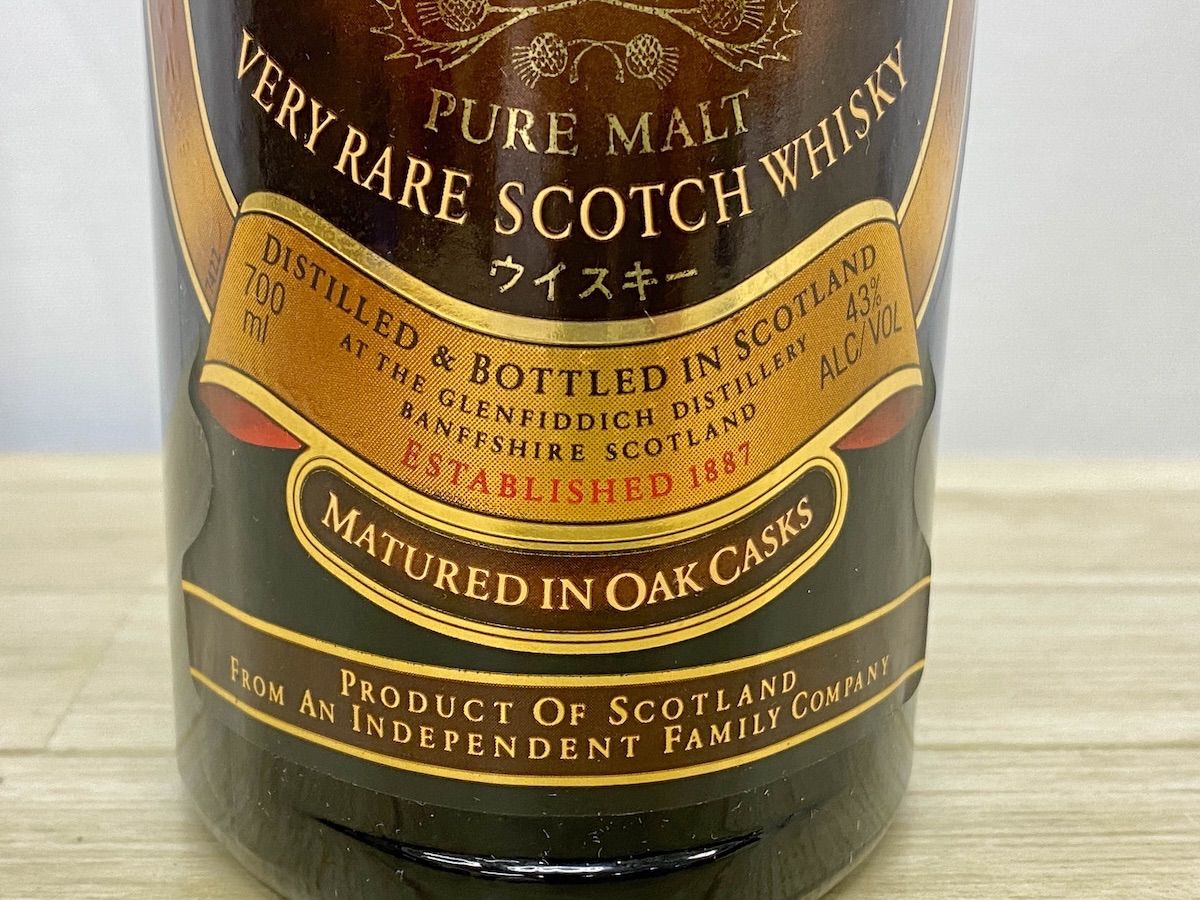 PURE MALT
VERY RARE SCOTCH WHISKY
ウイスキー
DISTILLED & BOTTLED IN SCOTLAND
700
ml
43%
ALC/VOL
AT THE GLENFIDDICH DISTILLERY
BANFFSHIRE SCOTLAND
ESTABLISHED 1887
MATURED IN OAK CASKS
PRODUCT OF SCOTLAND
FROM AN INDEPENDENT FAMILY COMPANY